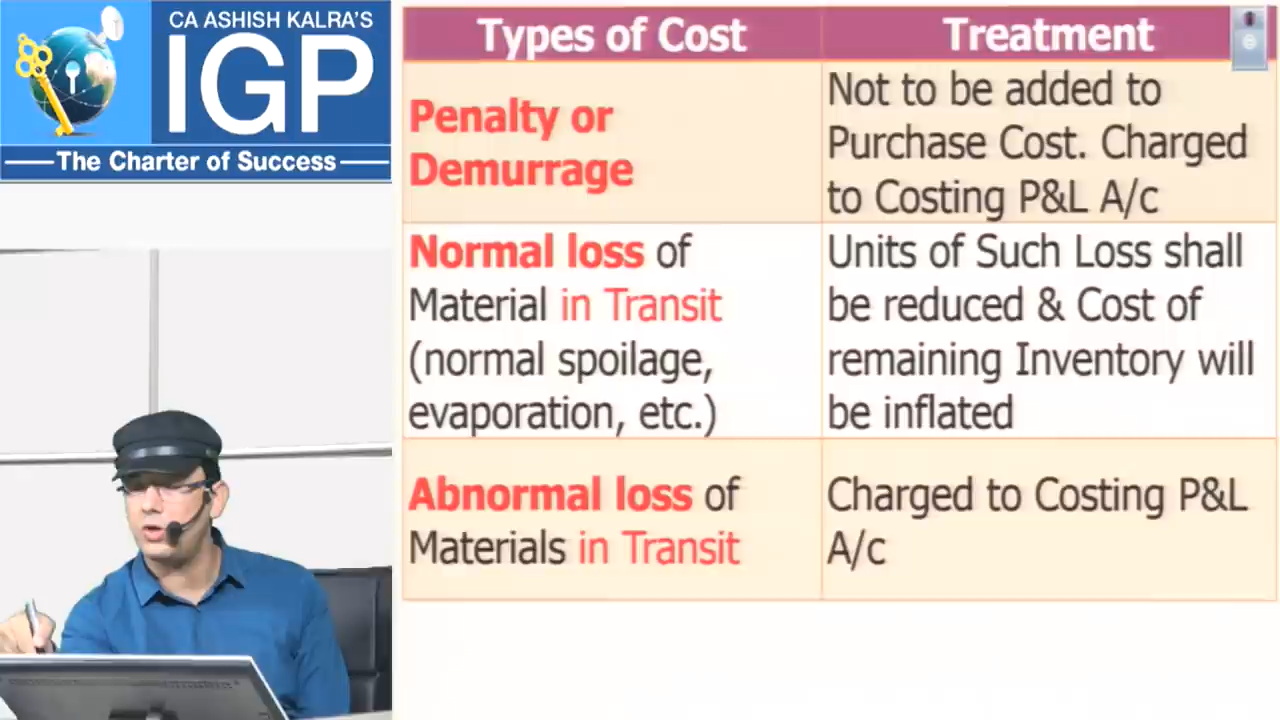 CA ASHISH KALRA'S
IGP
The Charter of Success
Types of Cost
Treatment
Penalty or
Demurrage
Not to be added to
Purchase Cost. Charged
to Costing P&L A/c
Normal loss of
Material in Transit
(normal spoilage,
evaporation, etc.)
Units of Such Loss shall
be reduced & Cost of
remaining Inventory will
be inflated
Abnormal loss of
Materials in Transit
Charged to Costing P&L
A/c